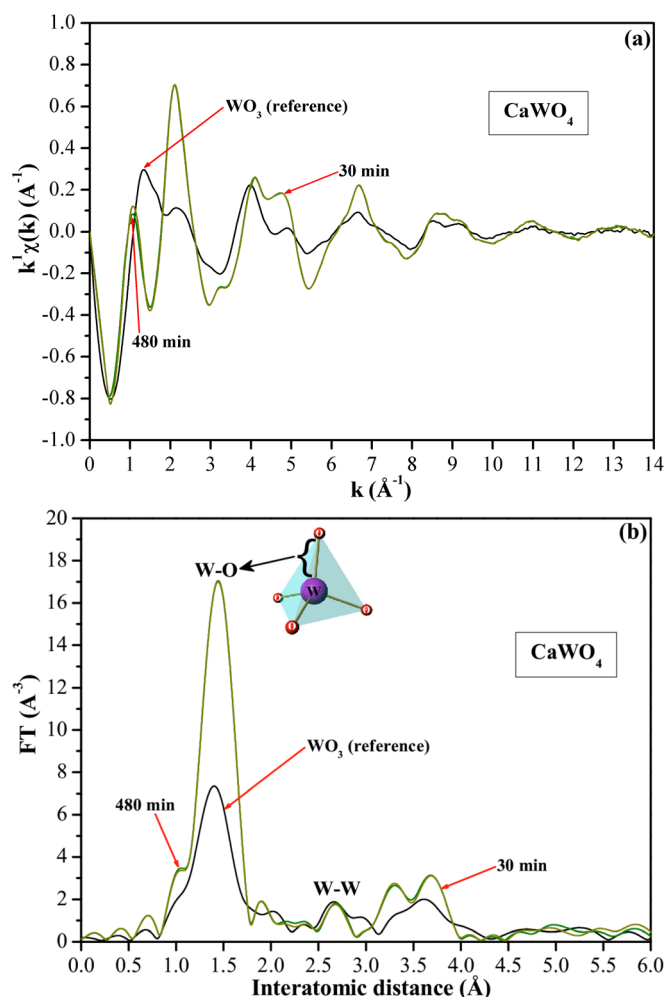 (a)
1.0
0.8
0.6
0.4
0.2
0.0
-0.2
-0.4
-0.6
-0.8
-1.0
k¹χ(k) (A⁻¹)
WO₃ (reference)
CaWO₄
30 min
480 min
0 1 2 3 4 5 6 7 8 9 10 11 12 13 14
k (Å⁻¹)
(b)
20
18
16
14
12
10
8
6
4
2
0
FT (A⁻³)
W-O
O
W
O
O
O
CaWO₄
WO₃ (reference)
480 min
W-W
30 min
0.0 0.5 1.0 1.5 2.0 2.5 3.0 3.5 4.0 4.5 5.0 5.5 6.0
Interatomic distance (Å)